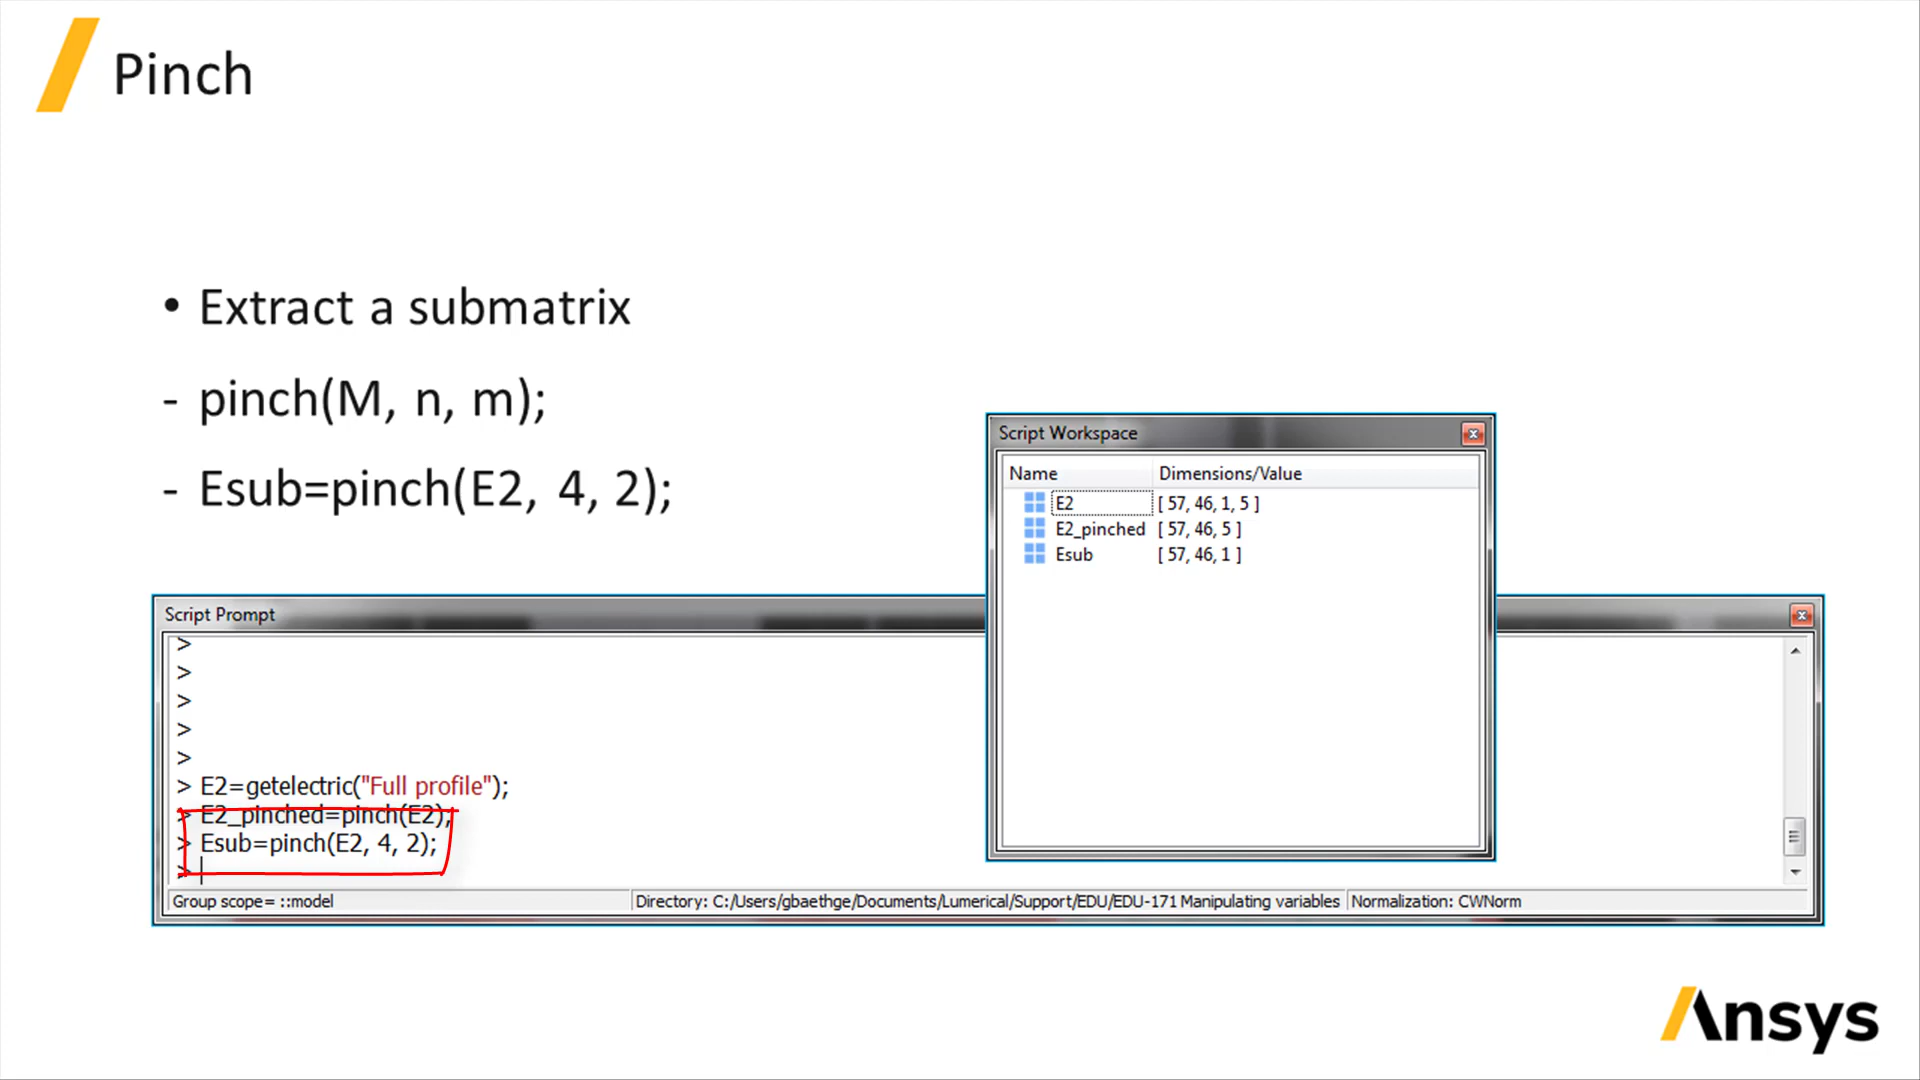 Pinch
• Extract a submatrix
- pinch(M, n, m);
- Esub=pinch(E2, 4, 2);
Script Workspace
Name Dimensions/Value
E2 [ 57, 46, 1, 5 ]
E2_pinched [ 57, 46, 5 ]
Esub [ 57, 46, 1 ]
Script Prompt
>
>
>
>
>
> E2=getelectric("Full profile");
> E2_pinched=pinch(E2);
> Esub=pinch(E2, 4, 2);
>
Group scope= ::model Directory: C:/Users/gbaethge/Documents/Lumerical/Support/EDU/EDU-171 Manipulating variables Normalization: CWNorm
Ansys